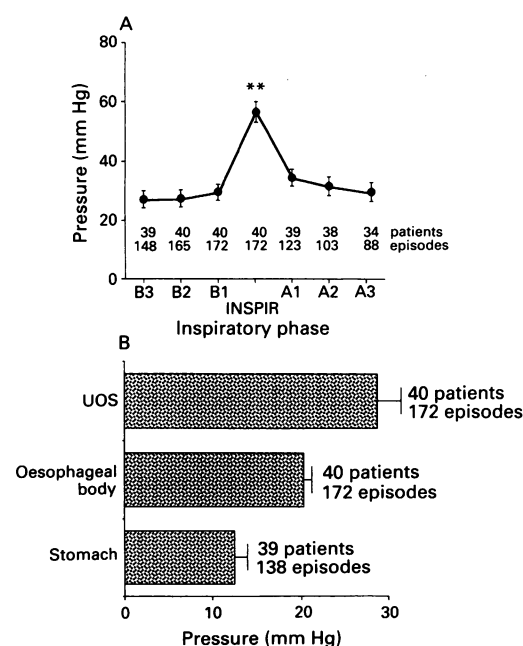 A
80
60
40
20
0
Pressure (mm Hg)
**
39 40 40 40 39 38 34 patients
148 165 172 172 123 103 88 episodes
B3 B2 B1 A1 A2 A3
INSPIR
Inspiratory phase
B
UOS
40 patients
172 episodes
Oesophageal
body
40 patients
172 episodes
Stomach
39 patients
138 episodes
0 10 20 30
Pressure (mm Hg)